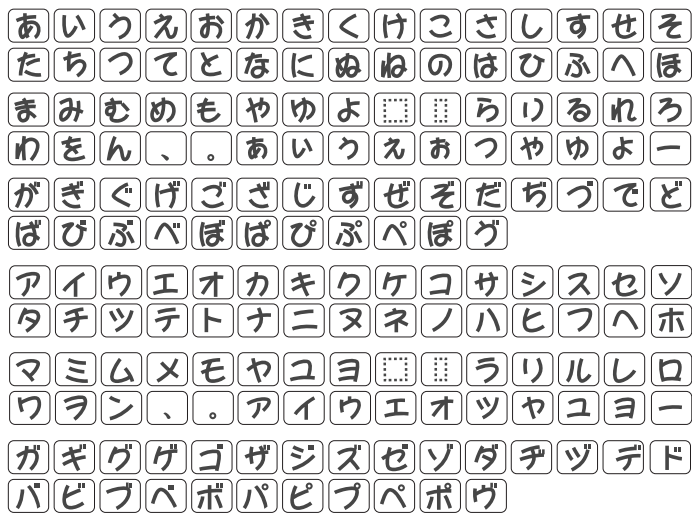 あ い う え お か き く け こ さ し す せ そ
た ち つ て と な に ぬ ね の は ひ ふ へ ほ
ま み む め も や ゆ よ ら り る れ ろ
わ を ん 、 。 ぁ ぃ ぅ ぇ ぉ っ ゃ ゅ ょ ー
が ぎ ぐ げ ご ざ じ ず ぜ ぞ だ ぢ づ で ど
ば び ぶ べ ぼ ぱ ぴ ぷ ぺ ぽ ヴ
ア イ ウ エ オ カ キ ク ケ コ サ シ ス セ ソ
タ チ ツ テ ト ナ ニ ヌ ネ ノ ハ ヒ フ ヘ ホ
マ ミ ム メ モ ヤ ユ ヨ ラ リ ル レ ロ
ワ ヲ ン 、 。 ァ ィ ゥ ェ ォ ッ ャ ュ ョ ー
ガ ギ グ ゲ ゴ ザ ジ ズ ゼ ゾ ダ ヂ ヅ デ ド
バ ビ ブ ベ ボ パ ピ プ ペ ポ ヴ